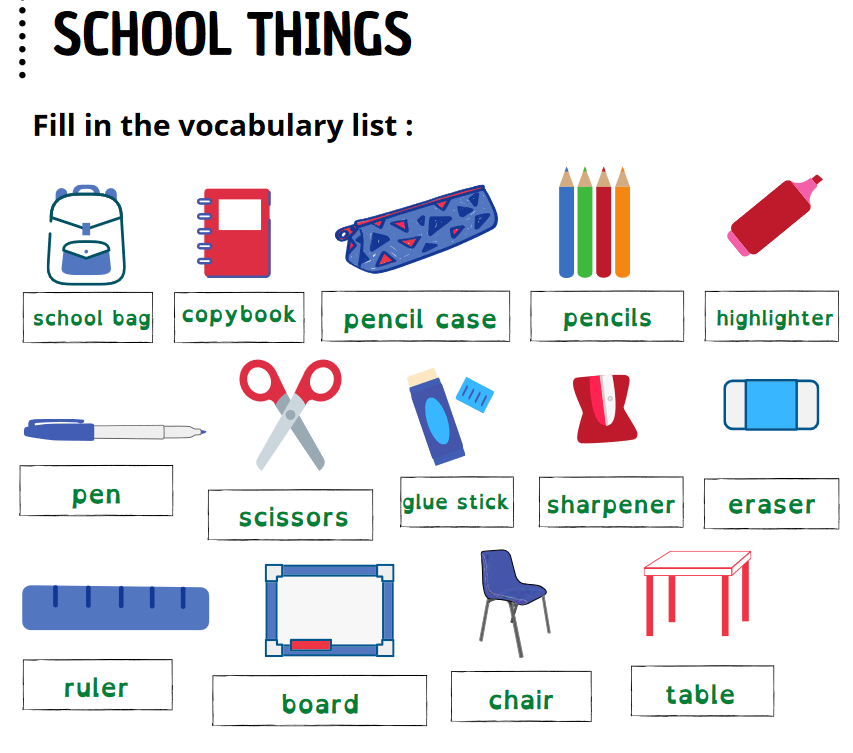 SCHOOL THINGS
Fill in the vocabulary list :
school bag
copybook
pencil case
pencils
highlighter
pen
scissors
glue stick
sharpener
eraser
ruler
board
chair
table